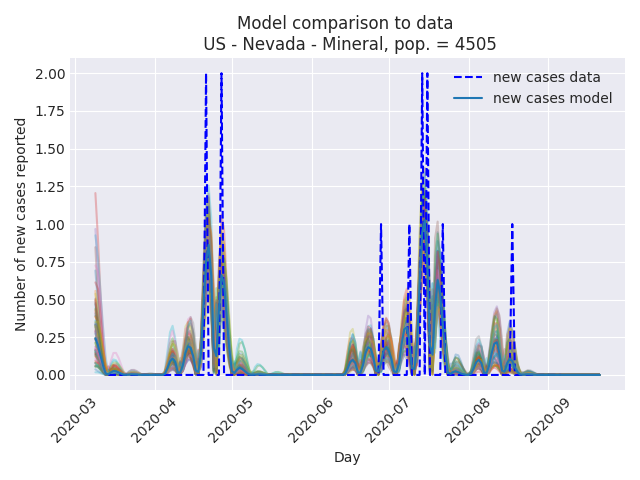 Model comparison to data
US - Nevada - Mineral, pop. = 4505
new cases data
new cases model
Number of new cases reported
2.00
1.75
1.50
1.25
1.00
0.75
0.50
0.25
0.00
2020-03
2020-04
2020-05
2020-06
2020-07
2020-08
2020-09
Day